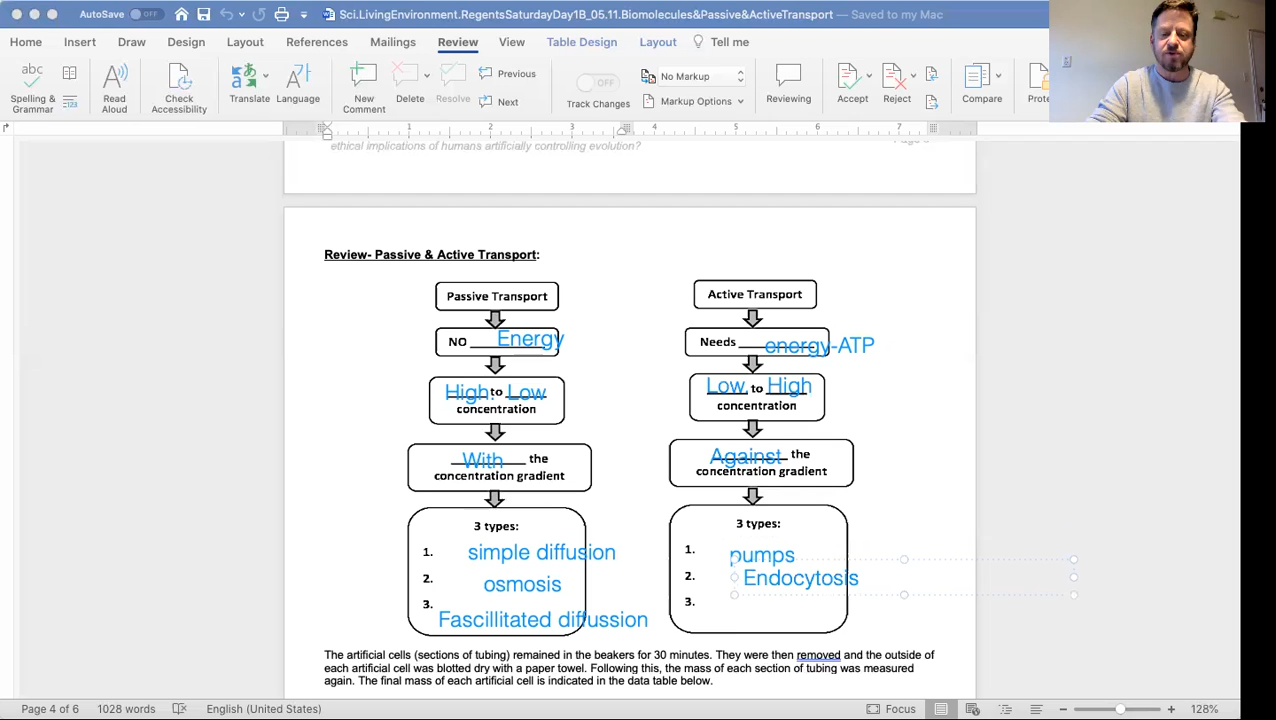 AutoSave OFF Sci.LivingEnvironment.RegentsSaturdayDay1B_05.11.Biomolecules&Passive&ActiveTransport — Saved to my Mac
Home Insert Draw Design Layout References Mailings Review View Table Design Layout Tell me
abc
Spelling & Grammar
Read Aloud
Check Accessibility
Translate
Language
New Comment
Delete
Resolve
Previous
Next
OFF
Track Changes
No Markup
Markup Options
Reviewing
Accept
Reject
Compare
1 2 3 4 5 6 7
ethical implications of humans artificially controlling evolution?
Review- Passive & Active Transport:
Passive Transport
NO Energy
High to Low
concentration
With the
concentration gradient
3 types:
1. simple diffusion
2. osmosis
3. Fascillitated diffussion
Active Transport
Needs energy-ATP
Low to High
concentration
Against the
concentration gradient
3 types:
1. pumps
2. Endocytosis
3.
The artificial cells (sections of tubing) remained in the beakers for 30 minutes. They were then removed and the outside of
each artificial cell was blotted dry with a paper towel. Following this, the mass of each section of tubing was measured
again. The final mass of each artificial cell is indicated in the data table below.
Page 4 of 6 1028 words English (United States) Focus 128%